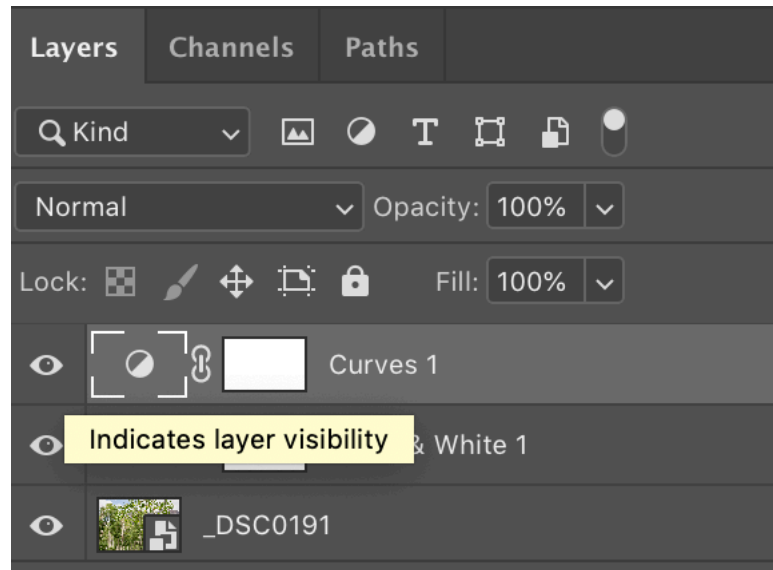 Layers Channels Paths
Kind
Normal Opacity: 100%
Lock: Fill: 100%
Curves 1
Indicates layer visibility & White 1
_DSC0191